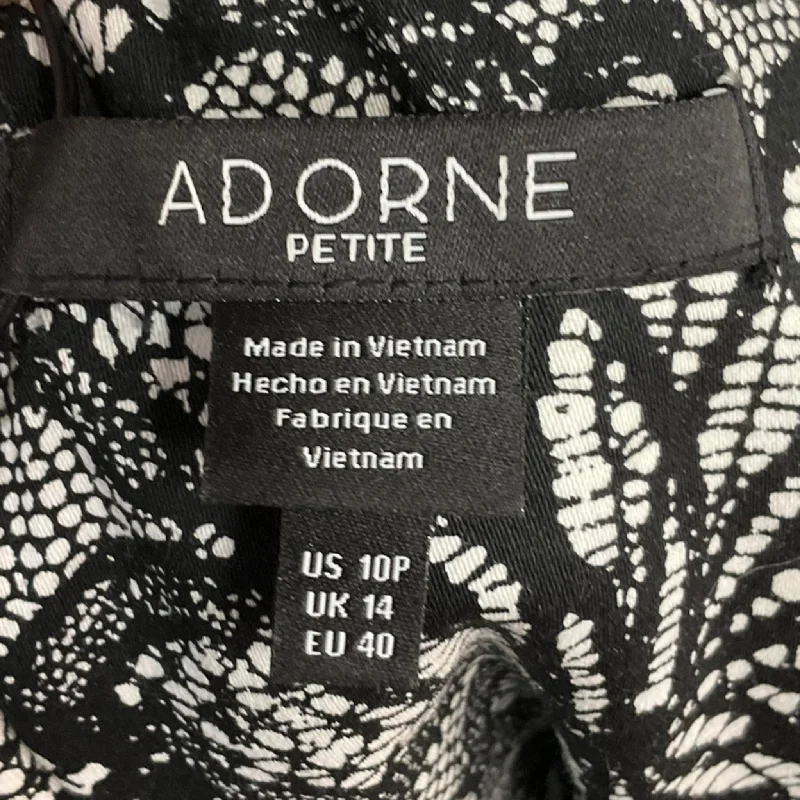 ADORNE
PETITE
Made in Vietnam
Hecho en Vietnam
Fabrique en
Vietnam
US 10P
UK 14
EU 40